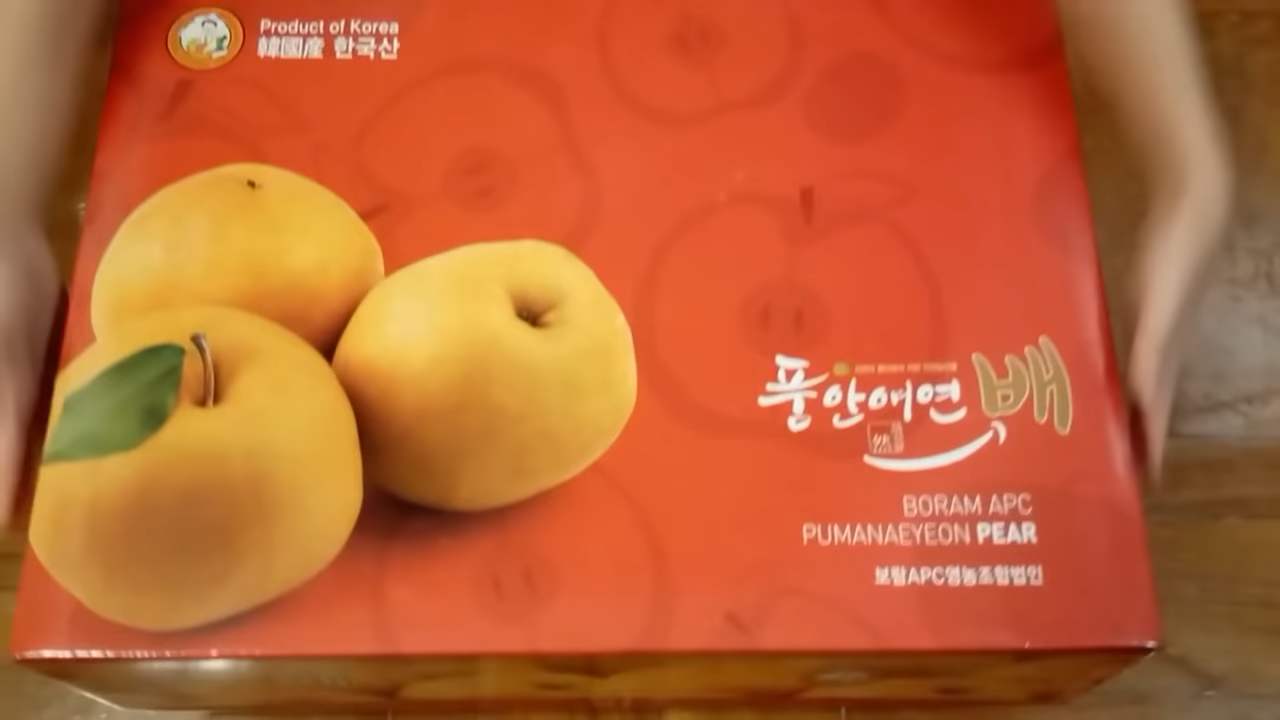 Product of Korea
韓國産 한국산
품안애연 배
BORAM APC
PUMANAEYEON PEAR
보람APC영농조합법인